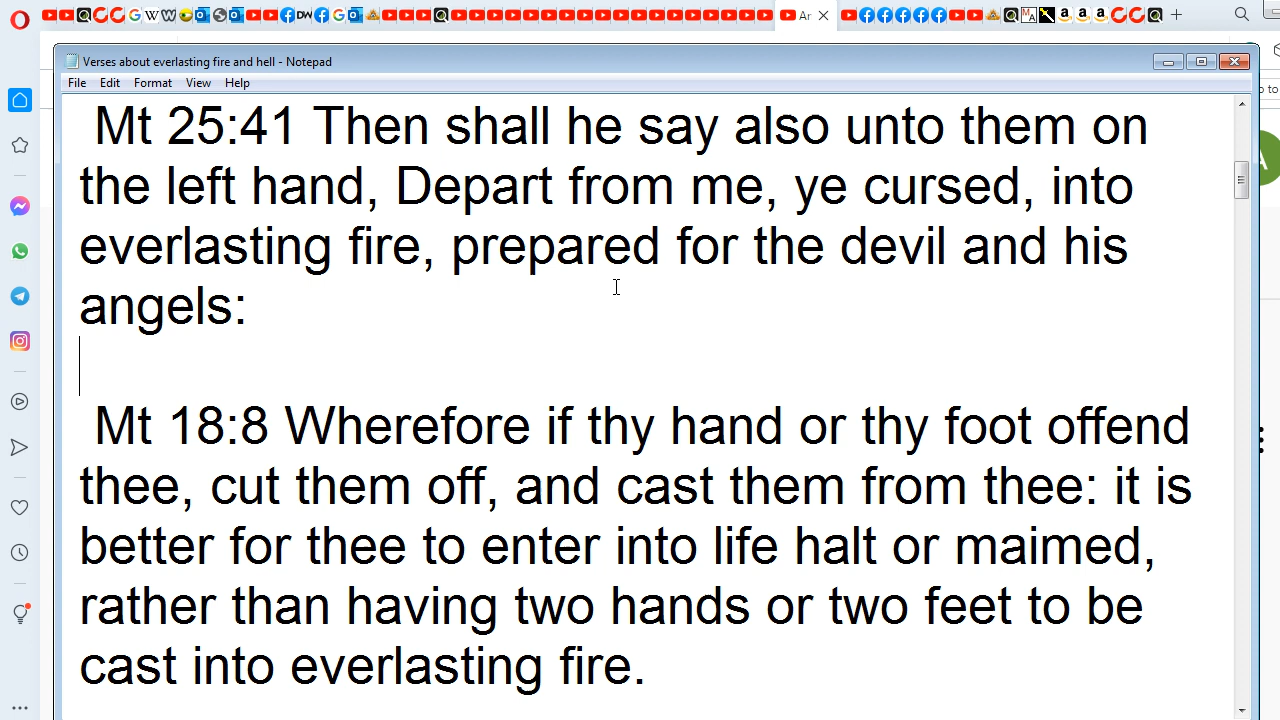 Ar
Verses about everlasting fire and hell - Notepad
File Edit Format View Help
Mt 25:41 Then shall he say also unto them on
the left hand, Depart from me, ye cursed, into
everlasting fire, prepared for the devil and his
angels:
Mt 18:8 Wherefore if thy hand or thy foot offend
thee, cut them off, and cast them from thee: it is
better for thee to enter into life halt or maimed,
rather than having two hands or two feet to be
cast into everlasting fire.